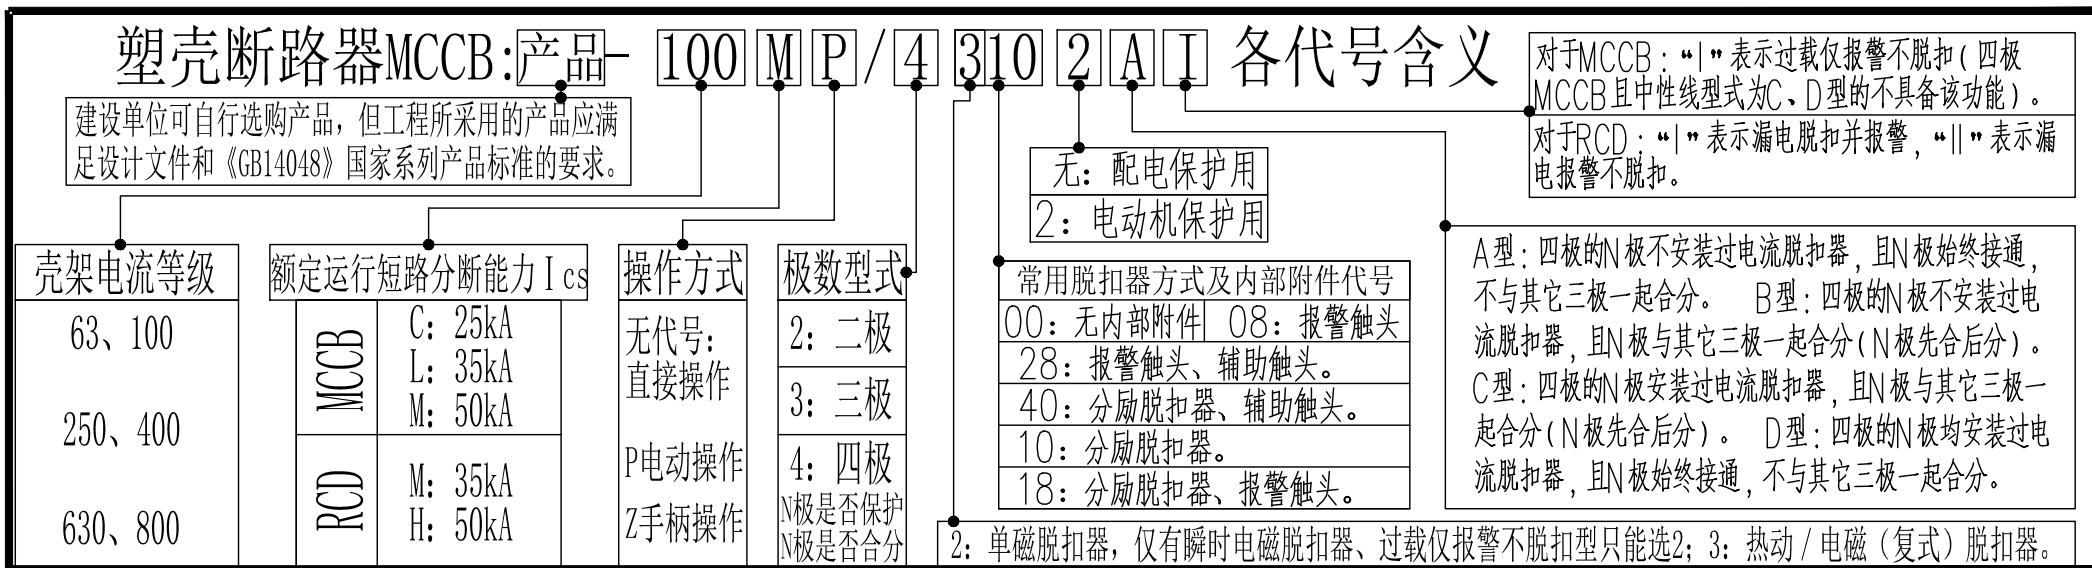 塑壳断路器MCCB:产品- 100 M P / 4 3 10 2 A I 各代号含义
建设单位可自行选购产品，但工程所采用的产品应满
足设计文件和《GB14048》国家系列产品标准的要求。
对于MCCB：“I”表示过载仅报警不脱扣(四极
MCCB且中性线型式为C、D型的不具备该功能)。
对于RCD：“I”表示漏电脱扣并报警，“II”表示漏
电报警不脱扣。
无：配电保护用
2：电动机保护用
壳架电流等级
63、100
250、400
630、800
额定运行短路分断能力Ics
MCCB
C：25kA
L：35kA
M：50kA
RCD
M：35kA
H：50kA
操作方式
无代号：
直接操作
P电动操作
Z手柄操作
极数型式
2：二极
3：三极
4：四极
N极是否保护
N极是否合分
常用脱扣器方式及内部附件代号
00：无内部附件 08：报警触头
28：报警触头、辅助触头。
40：分励脱扣器、辅助触头。
10：分励脱扣器。
18：分励脱扣器、报警触头。
A型：四极的N极不安装过电流脱扣器，且N极始终接通，
不与其它三极一起合分。 B型：四极的N极不安装过电
流脱扣器，且N极与其它三极一起合分(N极先合后分)。
C型：四极的N极安装过电流脱扣器，且N极与其它三极一
起合分(N极先合后分)。 D型：四极的N极均安装过电
流脱扣器，且N极始终接通，不与其它三极一起合分。
2：单磁脱扣器，仅有瞬时电磁脱扣器、过载仅报警不脱扣型只能选2；3：热动/电磁（复式）脱扣器。